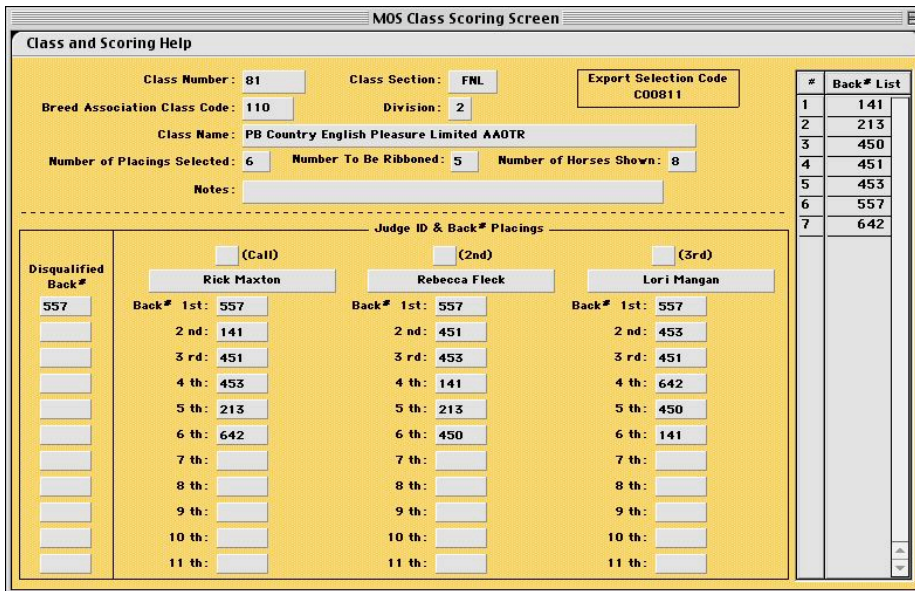 MOS Class Scoring Screen
Class and Scoring Help
Class Number: 81 Class Section: FNL Export Selection Code
C00811
Breed Association Class Code: 110 Division: 2
Class Name: PB Country English Pleasure Limited AAOTR
Number of Placings Selected: 6 Number To Be Ribboned: 5 Number of Horses Shown: 8
Notes:
# Back# List
1 141
2 213
3 450
4 451
5 453
6 557
7 642
Judge ID & Back# Placings
Disqualified
Back#
557
(Call) (2nd) (3rd)
Rick Maxton Rebecca Fleck Lori Mangan
Back# 1st: 557 Back# 1st: 557 Back# 1st: 557
2 nd: 141 2 nd: 451 2 nd: 453
3 rd: 451 3 rd: 453 3 rd: 451
4 th: 453 4 th: 141 4 th: 642
5 th: 213 5 th: 213 5 th: 450
6 th: 642 6 th: 450 6 th: 141
7 th: 7 th: 7 th:
8 th: 8 th: 8 th:
9 th: 9 th: 9 th:
10 th: 10 th: 10 th:
11 th: 11 th: 11 th: